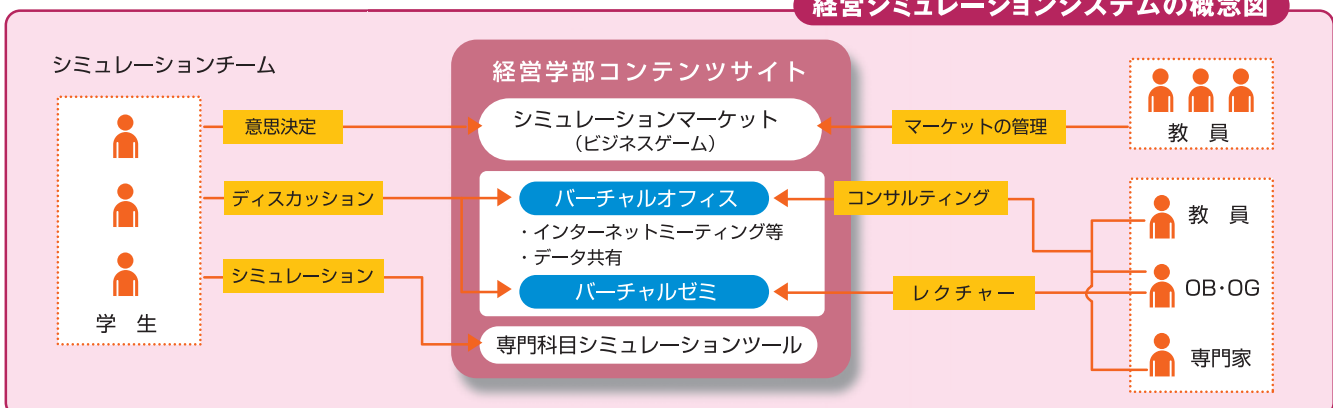 経営シミュレーションシステムの概念図
シミュレーションチーム
学 生
意思決定
ディスカッション
シミュレーション
経営学部コンテンツサイト
シミュレーションマーケット
（ビジネスゲーム）
バーチャルオフィス
・インターネットミーティング等
・データ共有
バーチャルゼミ
専門科目シミュレーションツール
マーケットの管理
コンサルティング
レクチャー
教 員
教 員
OB・OG
専門家